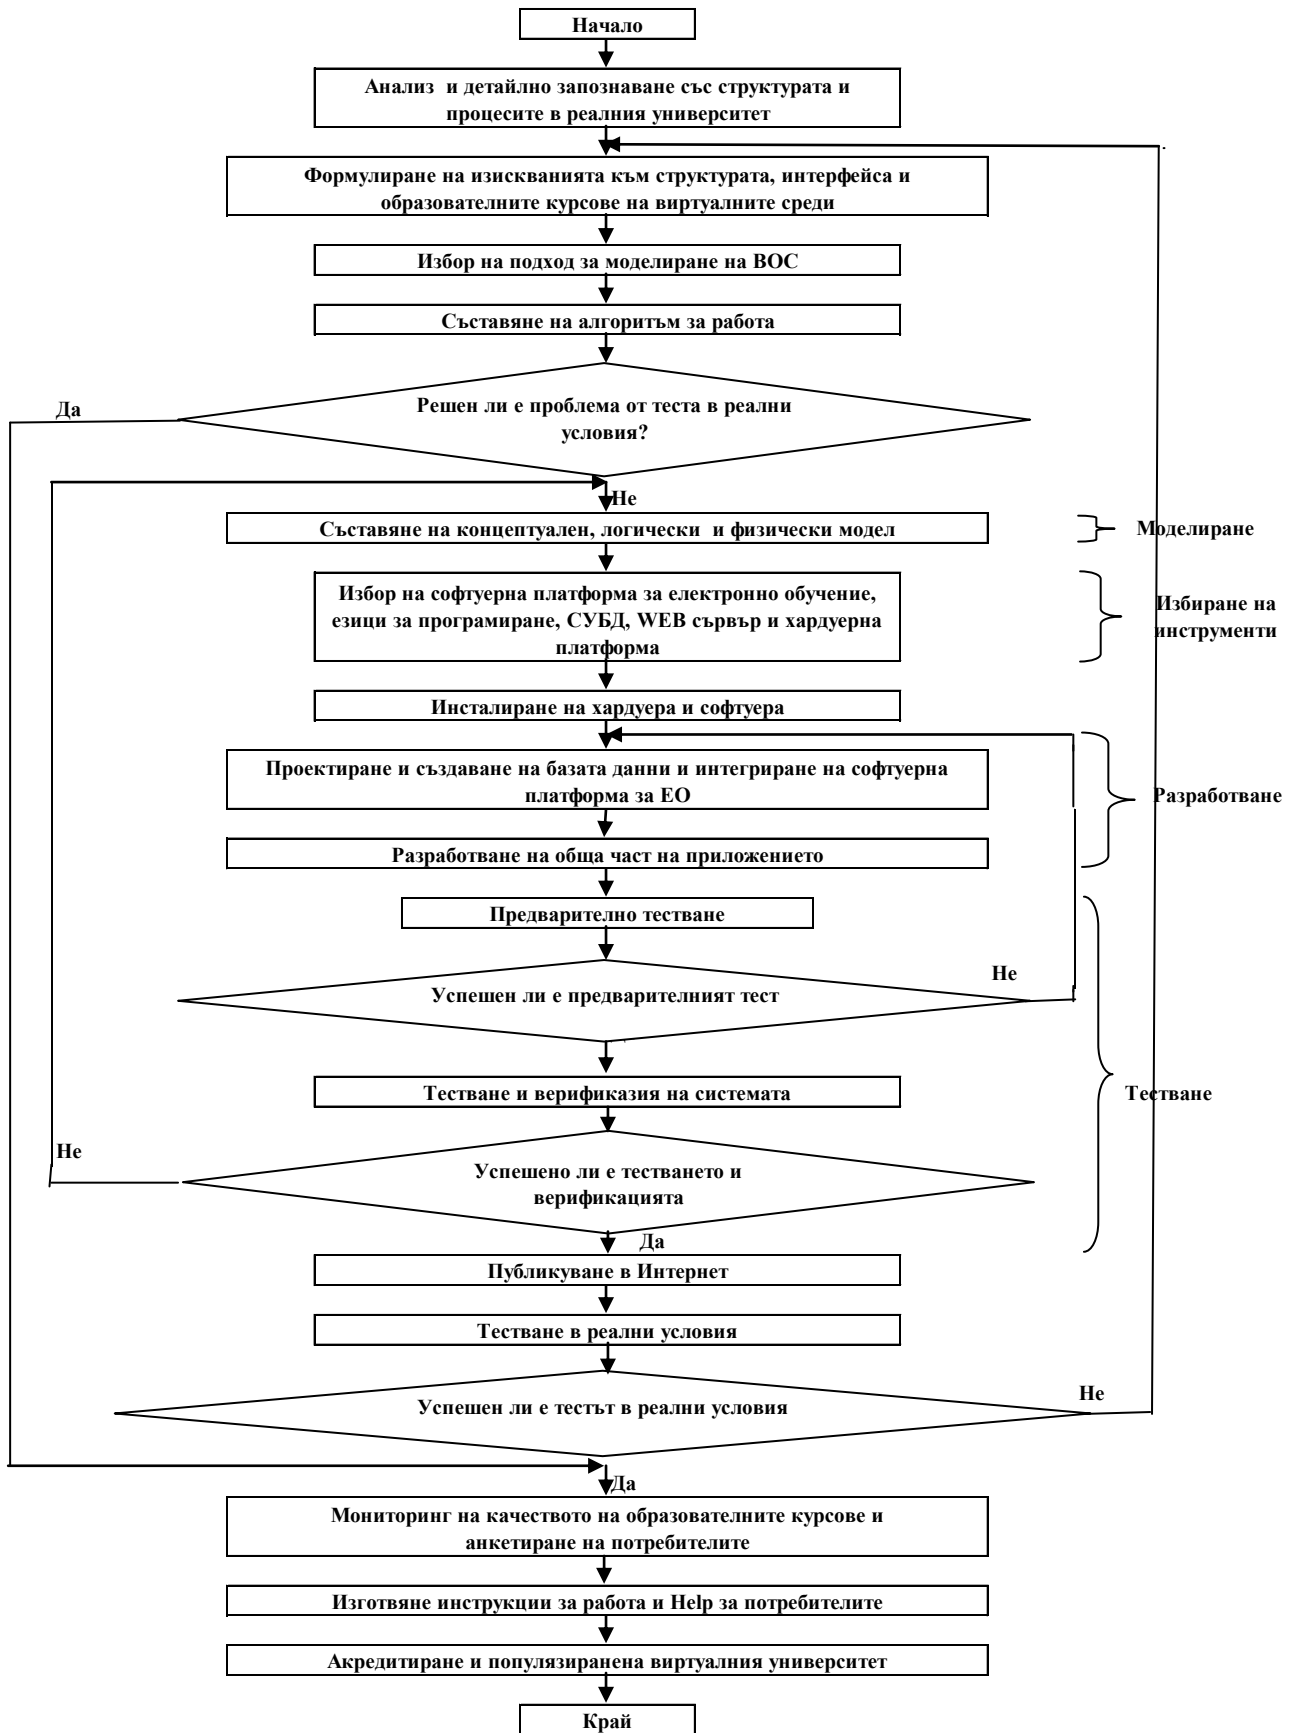 Начало
Анализ и детайлно запознаване със структурата и
процесите в реалния университет
Формулиране на изискванията към структурата, интерфейса и
образователните курсове на виртуалните среди
Избор на подход за моделиране на ВОС
Съставяне на алгоритъм за работа
Да
Решен ли е проблема от теста в реални
условия?
Не
Съставяне на концептуален, логически и физически модел
Моделиране
Избор на софтуерна платформа за електронно обучение,
езици за програмиране, СУБД, WEB сървър и хардуерна
платформа
Избиране на
инструменти
Инсталиране на хардуера и софтуера
Проектиране и създаване на базата данни и интегриране на софтуерна
платформа за ЕО
Разработване
Разработване на обща част на приложението
Предварително тестване
Не
Успешен ли е предварителният тест
Тестване и верификазия на системата
Тестване
Не
Успешено ли е тестването и
верификацията
Да
Публикуване в Интернет
Тестване в реални условия
Не
Успешен ли е тестът в реални условия
Да
Мониторинг на качеството на образователните курсове и
анкетиране на потребителите
Изготвяне инструкции за работа и Help за потребителите
Акредитиране и популязиранена виртуалния университет
Край